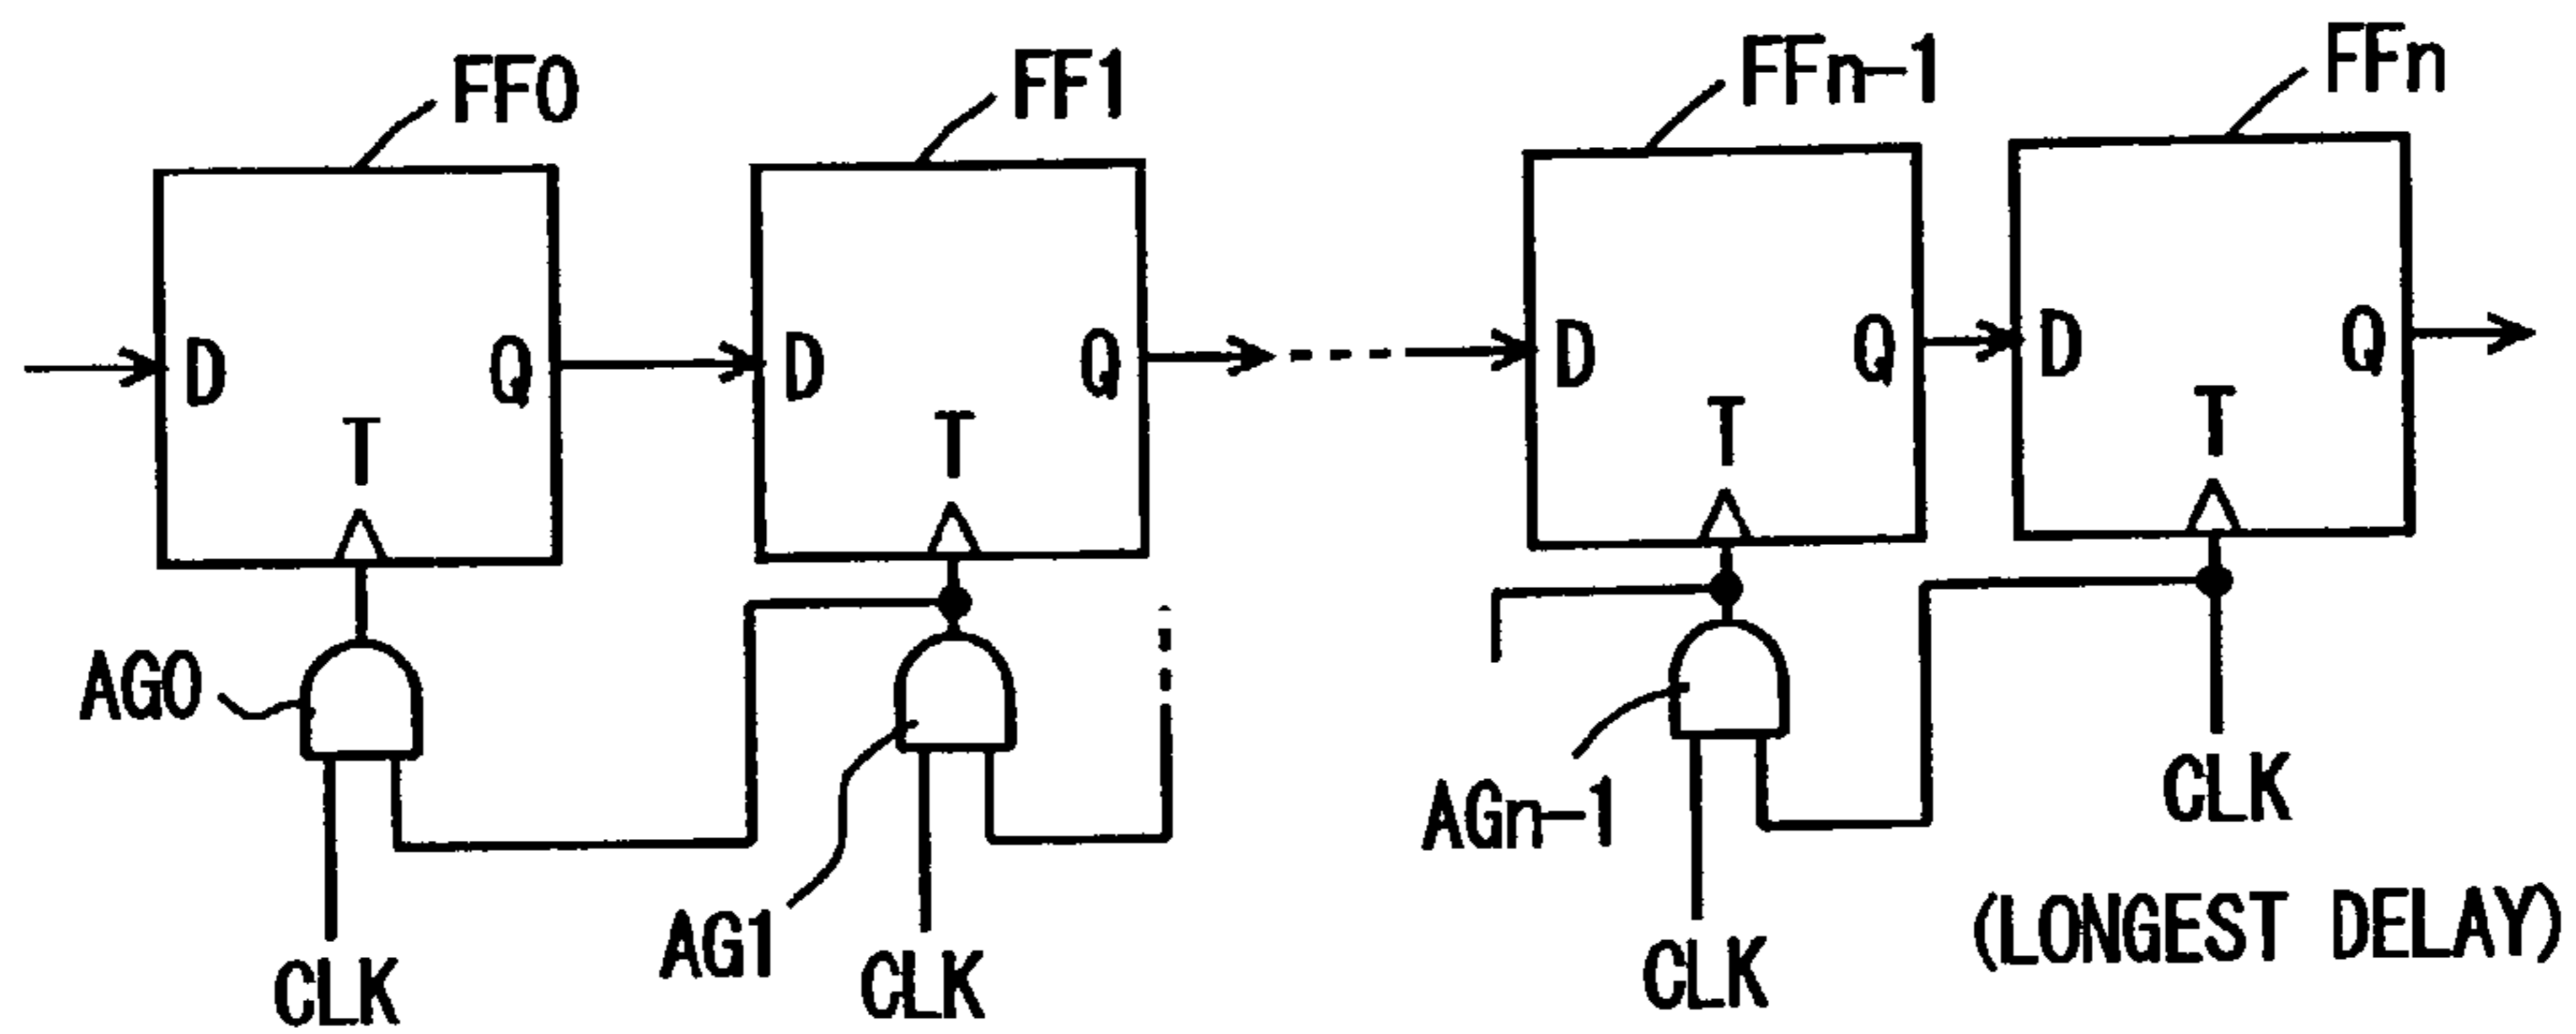 FF0
FF1
FFn-1
FFn
D
Q
T
D
Q
T
D
Q
T
D
Q
T
AG0
AG1
AGn-1
CLK
CLK
CLK
CLK
(LONGEST DELAY)